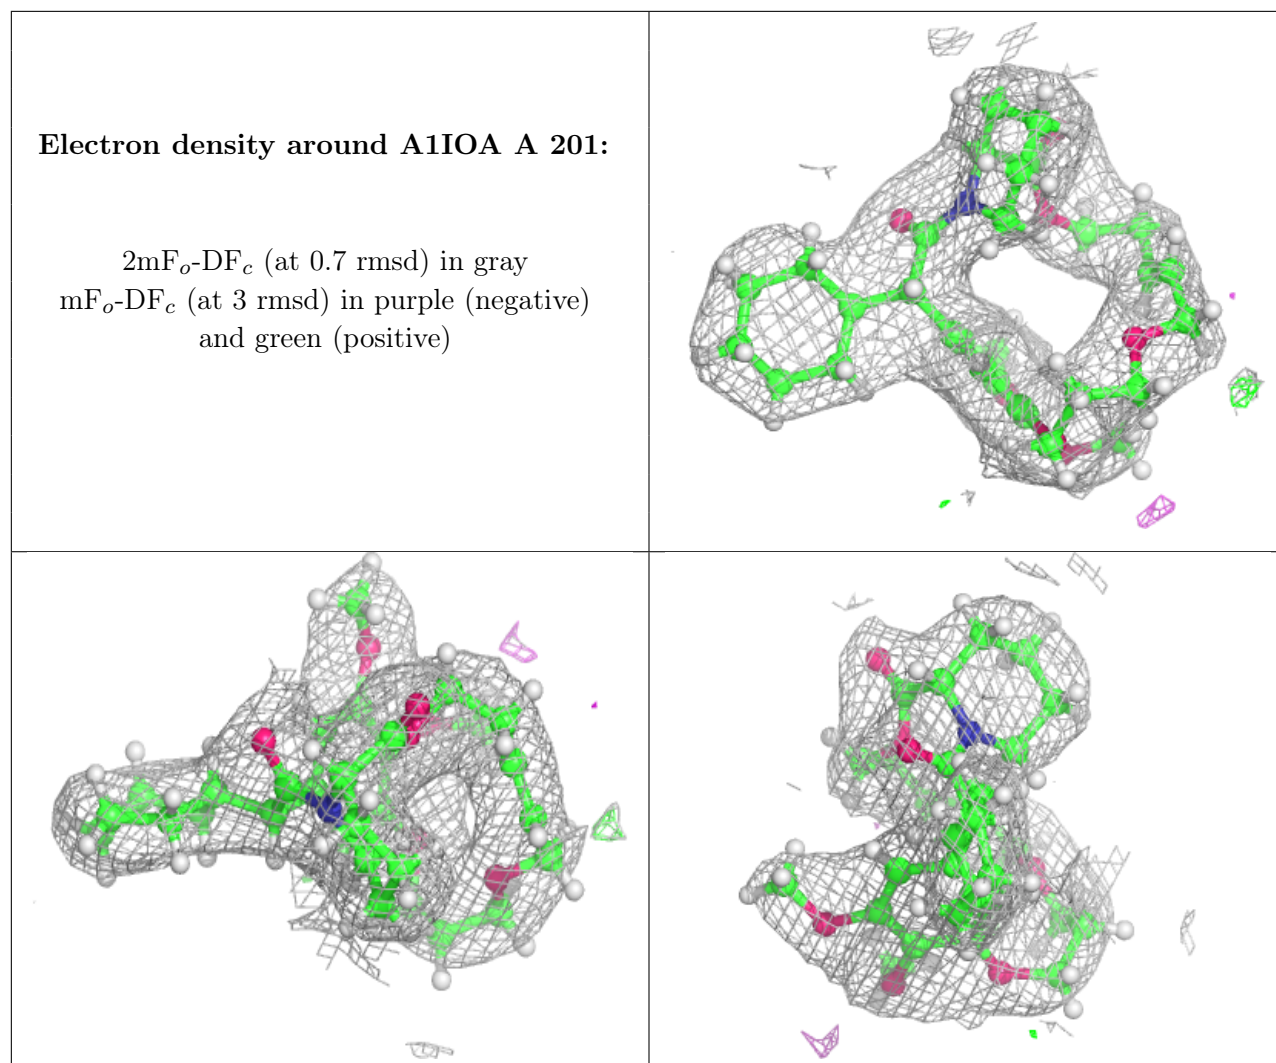 Electron density around A1IOA A 201:
2mFo-DFc (at 0.7 rmsd) in gray
mFo-DFc (at 3 rmsd) in purple (negative)
and green (positive)